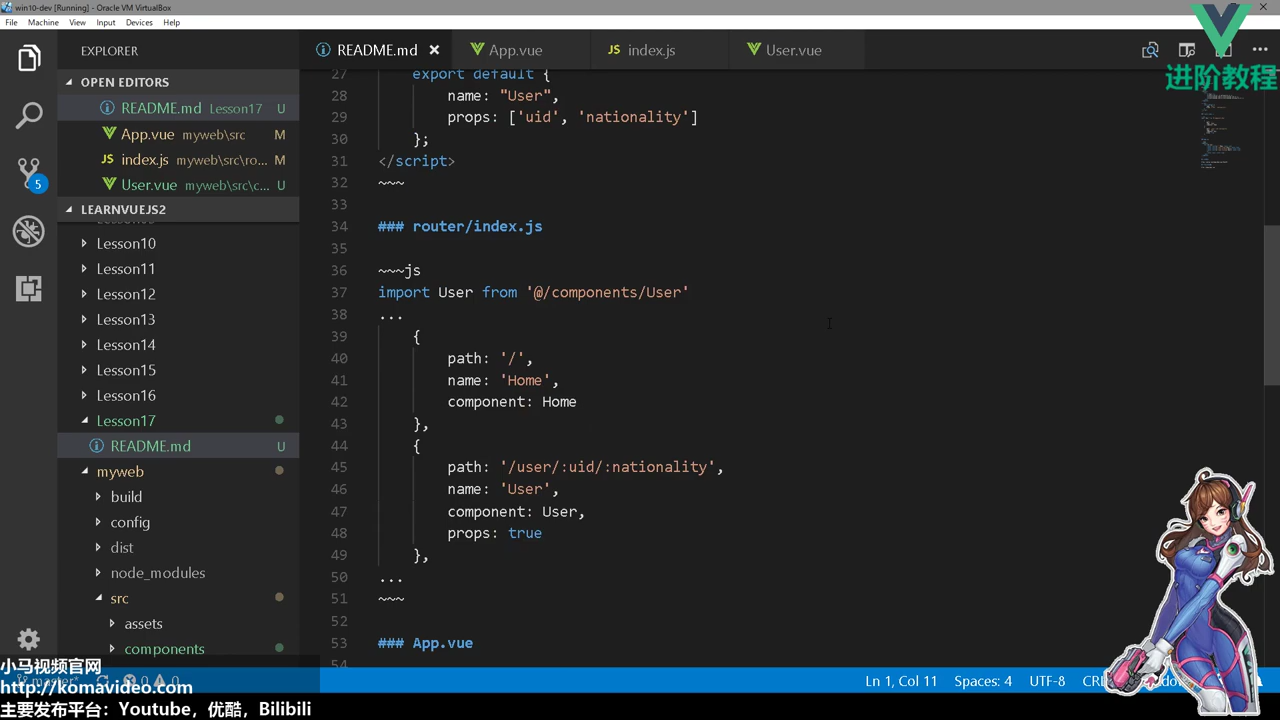 win10-dev [Running] - Oracle VM VirtualBox
File Machine View Input Devices Help
EXPLORER
README.md
App.vue
index.js
User.vue
进阶教程
OPEN EDITORS
README.md Lesson17 U
App.vue myweb\src M
index.js myweb\src\ro... M
User.vue myweb\src\c... U
LEARNVUEJS2
Lesson10
Lesson11
Lesson12
Lesson13
Lesson14
Lesson15
Lesson16
Lesson17
README.md U
myweb
build
config
dist
node_modules
src
assets
components
5
27 export default {
28 name: "User",
29 props: ['uid', 'nationality']
30 };
31 </script>
32 ~~~
33
34 ### router/index.js
35
36 ~~~js
37 import User from '@/components/User'
38 ...
39 {
40 path: '/',
41 name: 'Home',
42 component: Home
43 },
44 {
45 path: '/user/:uid/:nationality',
46 name: 'User',
47 component: User,
48 props: true
49 },
50 ...
51 ~~~
52
53 ### App.vue
54
小马视频官网
http://komavideo.com
主要发布平台：Youtube，优酷，Bilibili
master* 0 0
Ln 1, Col 11 Spaces: 4 UTF-8